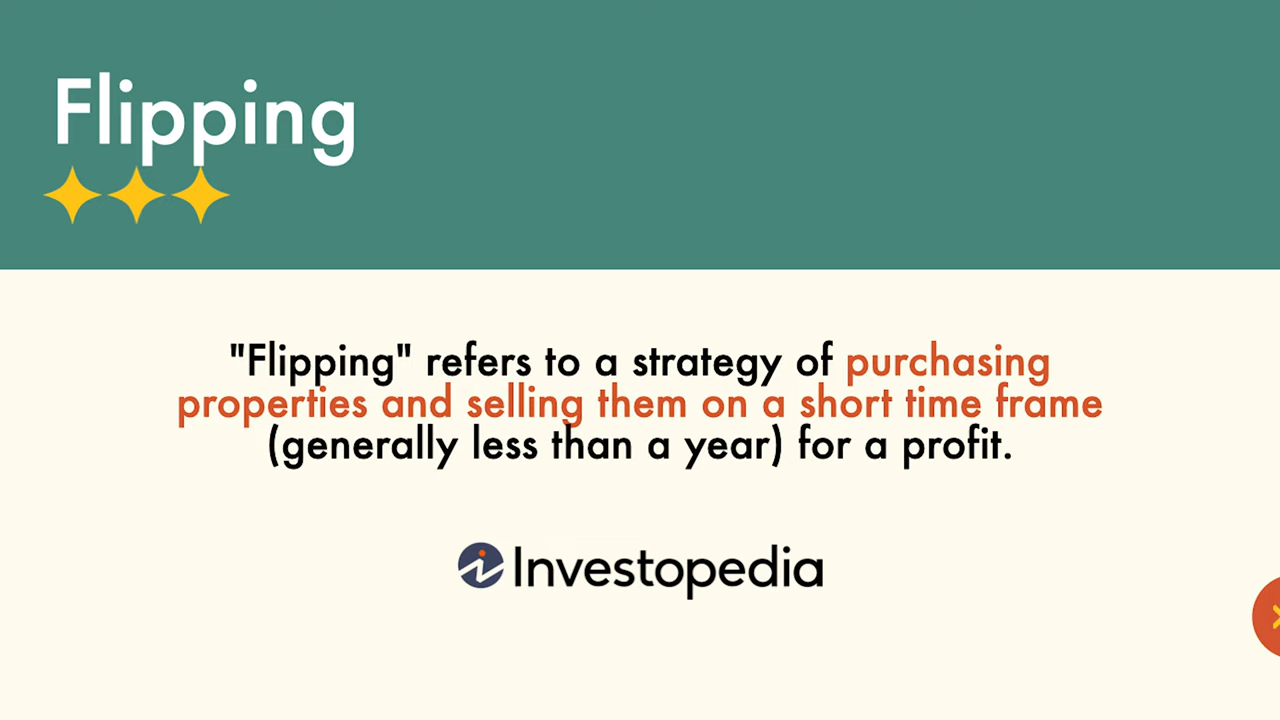 Flipping
"Flipping" refers to a strategy of purchasing
properties and selling them on a short time frame
(generally less than a year) for a profit.
Investopedia